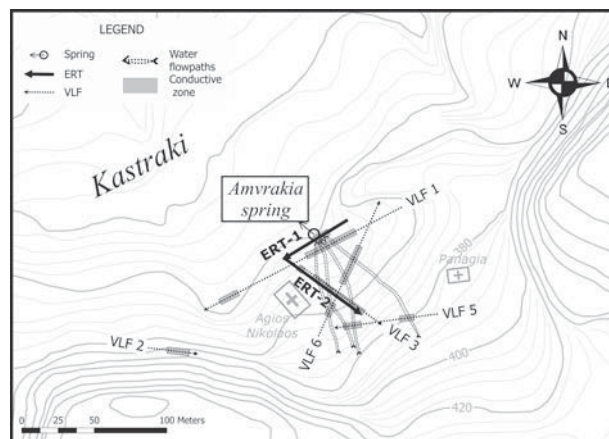 LEGEND
Spring
ERT
VLF
Water
flowpaths
Conductive
zone
N
W
E
S
Kastraki
Amvrakia
spring
VLF 1
ERT-1
380
Panagia
ERT-2
Agios
Nikolaos
VLF 5
VLF 3
VLF 6
VLF 2
400
420
0 25 50 100 Meters